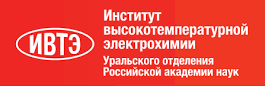 ИВТЭ
Институт
высокотемпературной
электрохимии
Уральского отделения
Российской академии наук